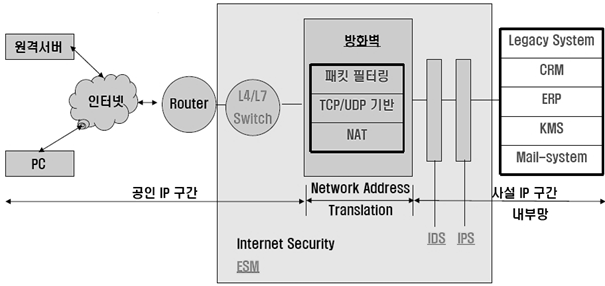 원격서버
인터넷
PC
Router
L4/L7
Switch
방화벽
패킷 필터링
TCP/UDP 기반
NAT
Legacy System
CRM
ERP
KMS
Mail-system
공인 IP 구간
Network Address
Translation
사설 IP 구간
내부망
IDS
IPS
Internet Security
ESM